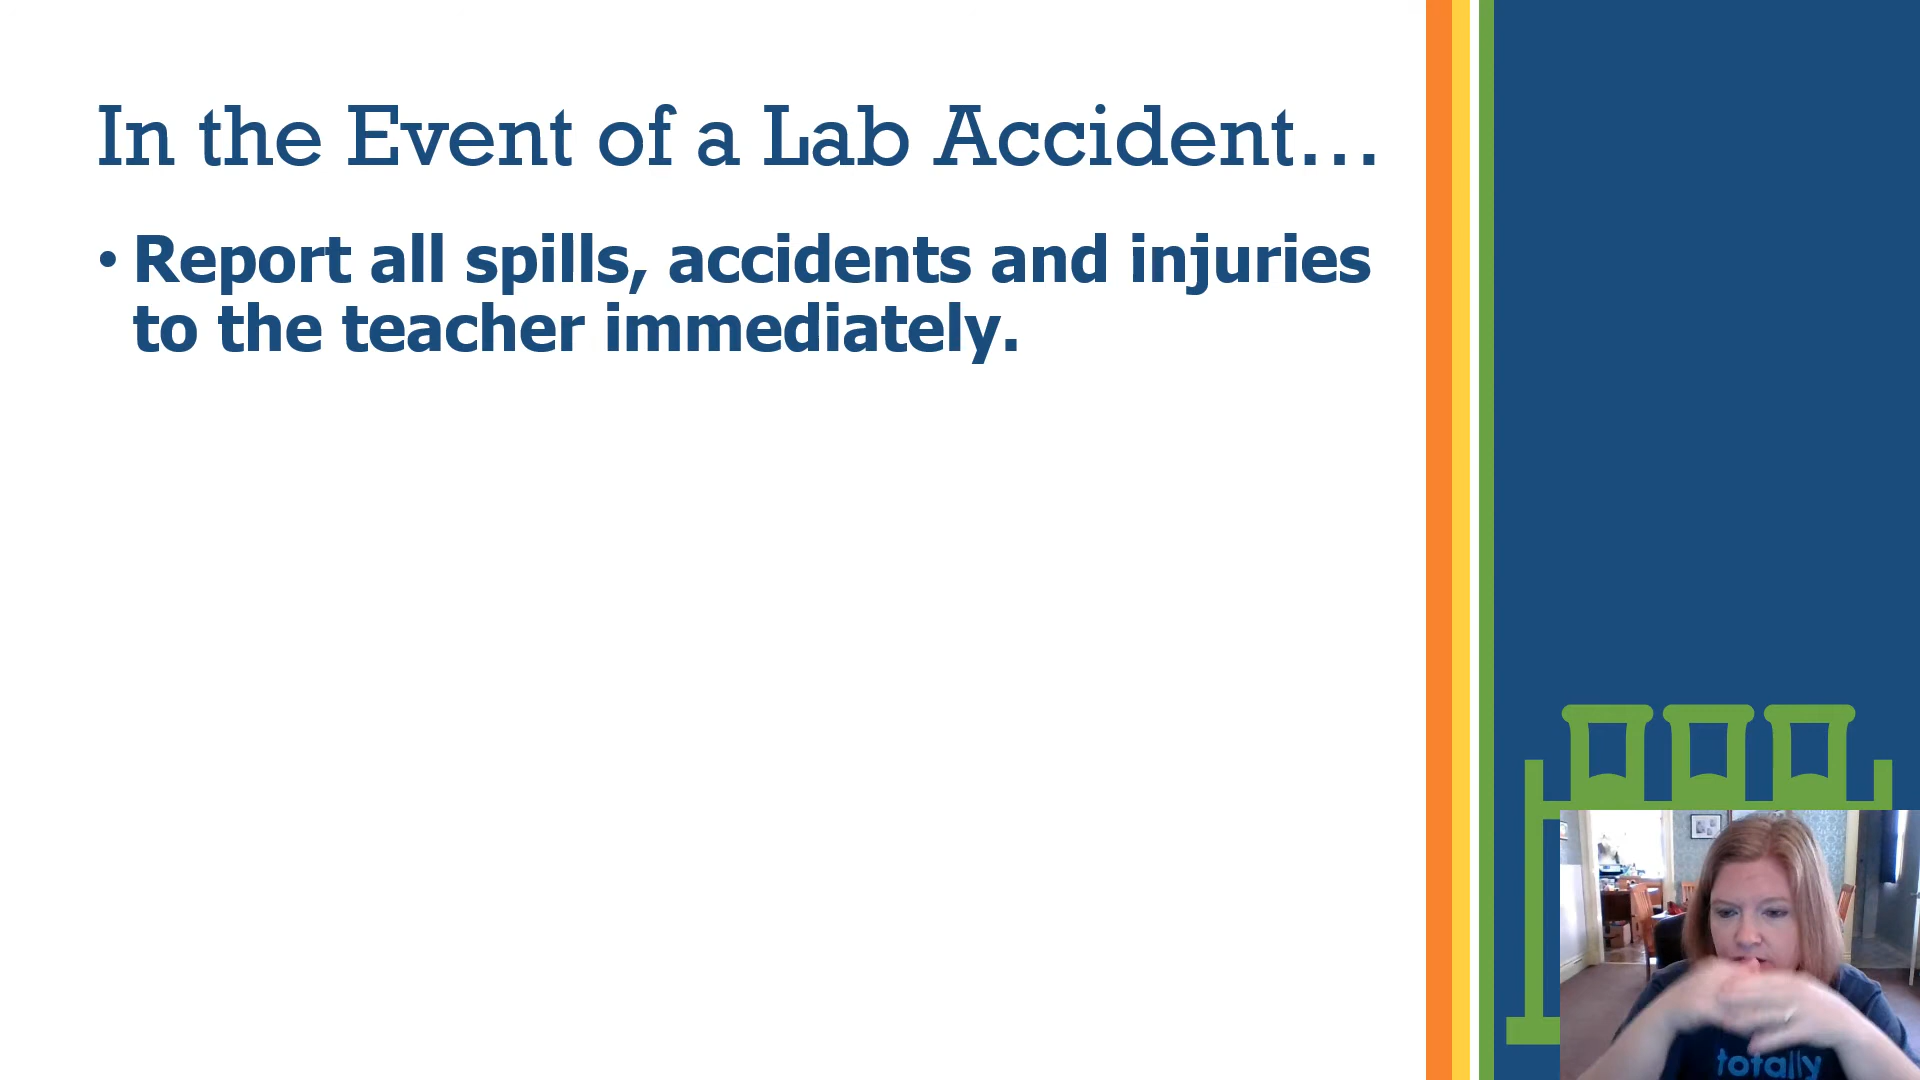 In the Event of a Lab Accident…
• Report all spills, accidents and injuries
to the teacher immediately.
totally